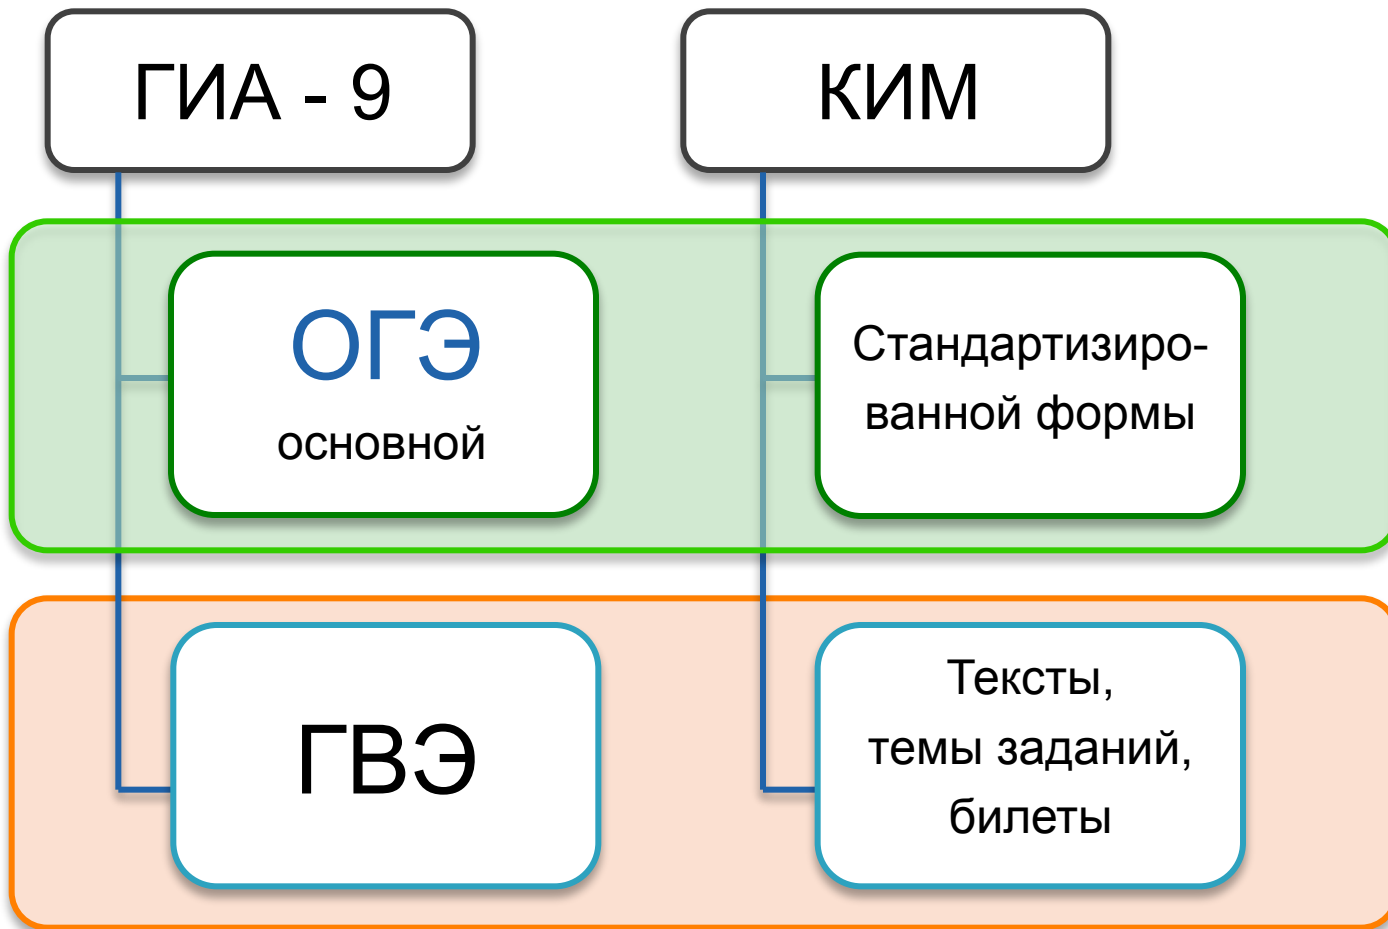 ГИА - 9
КИМ
ОГЭ
основной
Стандартизиро-
ванной формы
ГВЭ
Тексты,
темы заданий,
билеты